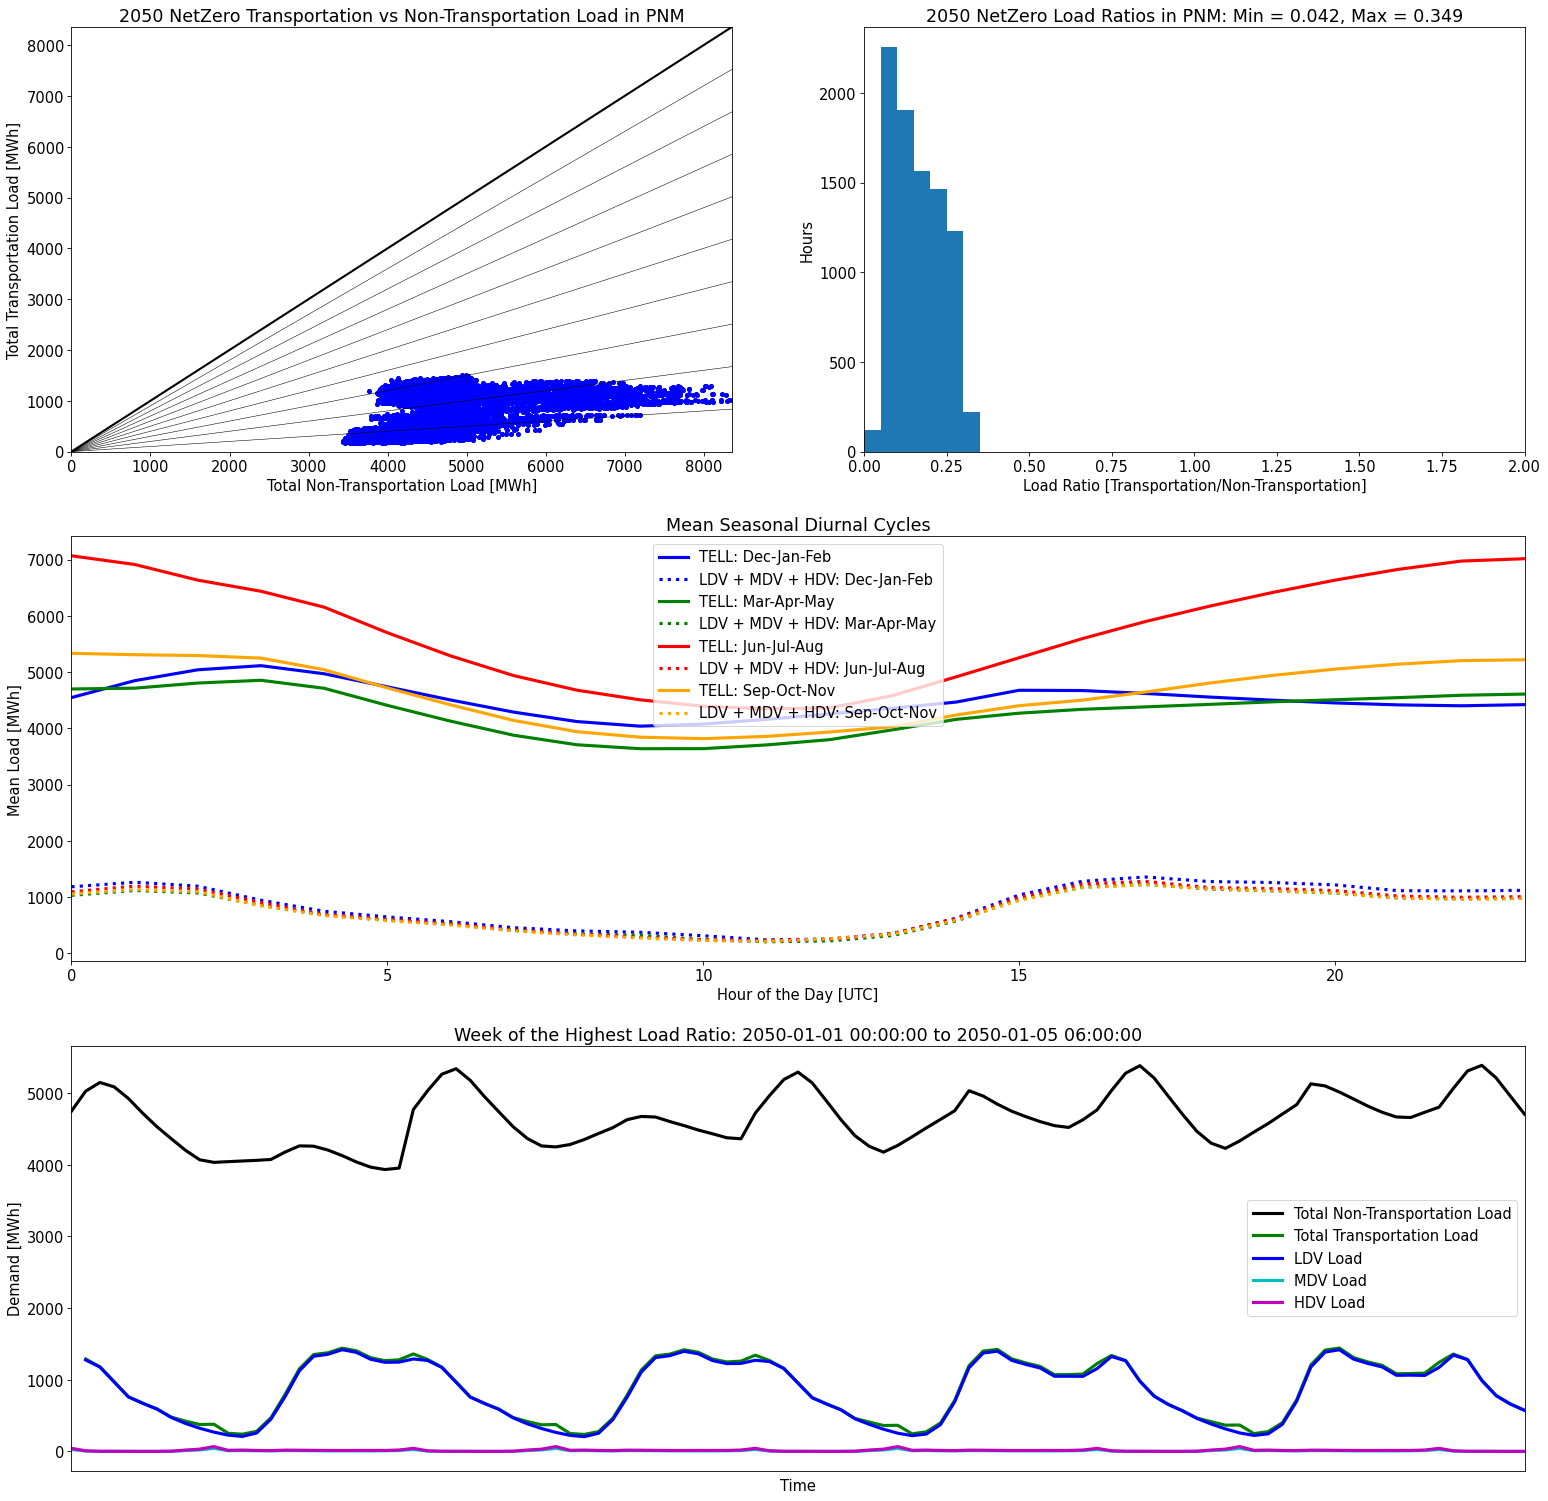 2050 NetZero Transportation vs Non-Transportation Load in PNM
Total Transportation Load [MWh]
8000
7000
6000
5000
4000
3000
2000
1000
0
0 1000 2000 3000 4000 5000 6000 7000 8000
Total Non-Transportation Load [MWh]
2050 NetZero Load Ratios in PNM: Min = 0.042, Max = 0.349
Hours
2000
1500
1000
500
0
0.00 0.25 0.50 0.75 1.00 1.25 1.50 1.75 2.00
Load Ratio [Transportation/Non-Transportation]
Mean Seasonal Diurnal Cycles
Mean Load [MWh]
7000
6000
5000
4000
3000
2000
1000
0
TELL: Dec-Jan-Feb
LDV + MDV + HDV: Dec-Jan-Feb
TELL: Mar-Apr-May
LDV + MDV + HDV: Mar-Apr-May
TELL: Jun-Jul-Aug
LDV + MDV + HDV: Jun-Jul-Aug
TELL: Sep-Oct-Nov
LDV + MDV + HDV: Sep-Oct-Nov
0 5 10 15 20
Hour of the Day [UTC]
Week of the Highest Load Ratio: 2050-01-01 00:00:00 to 2050-01-05 06:00:00
Demand [MWh]
5000
4000
3000
2000
1000
0
Total Non-Transportation Load
Total Transportation Load
LDV Load
MDV Load
HDV Load
Time